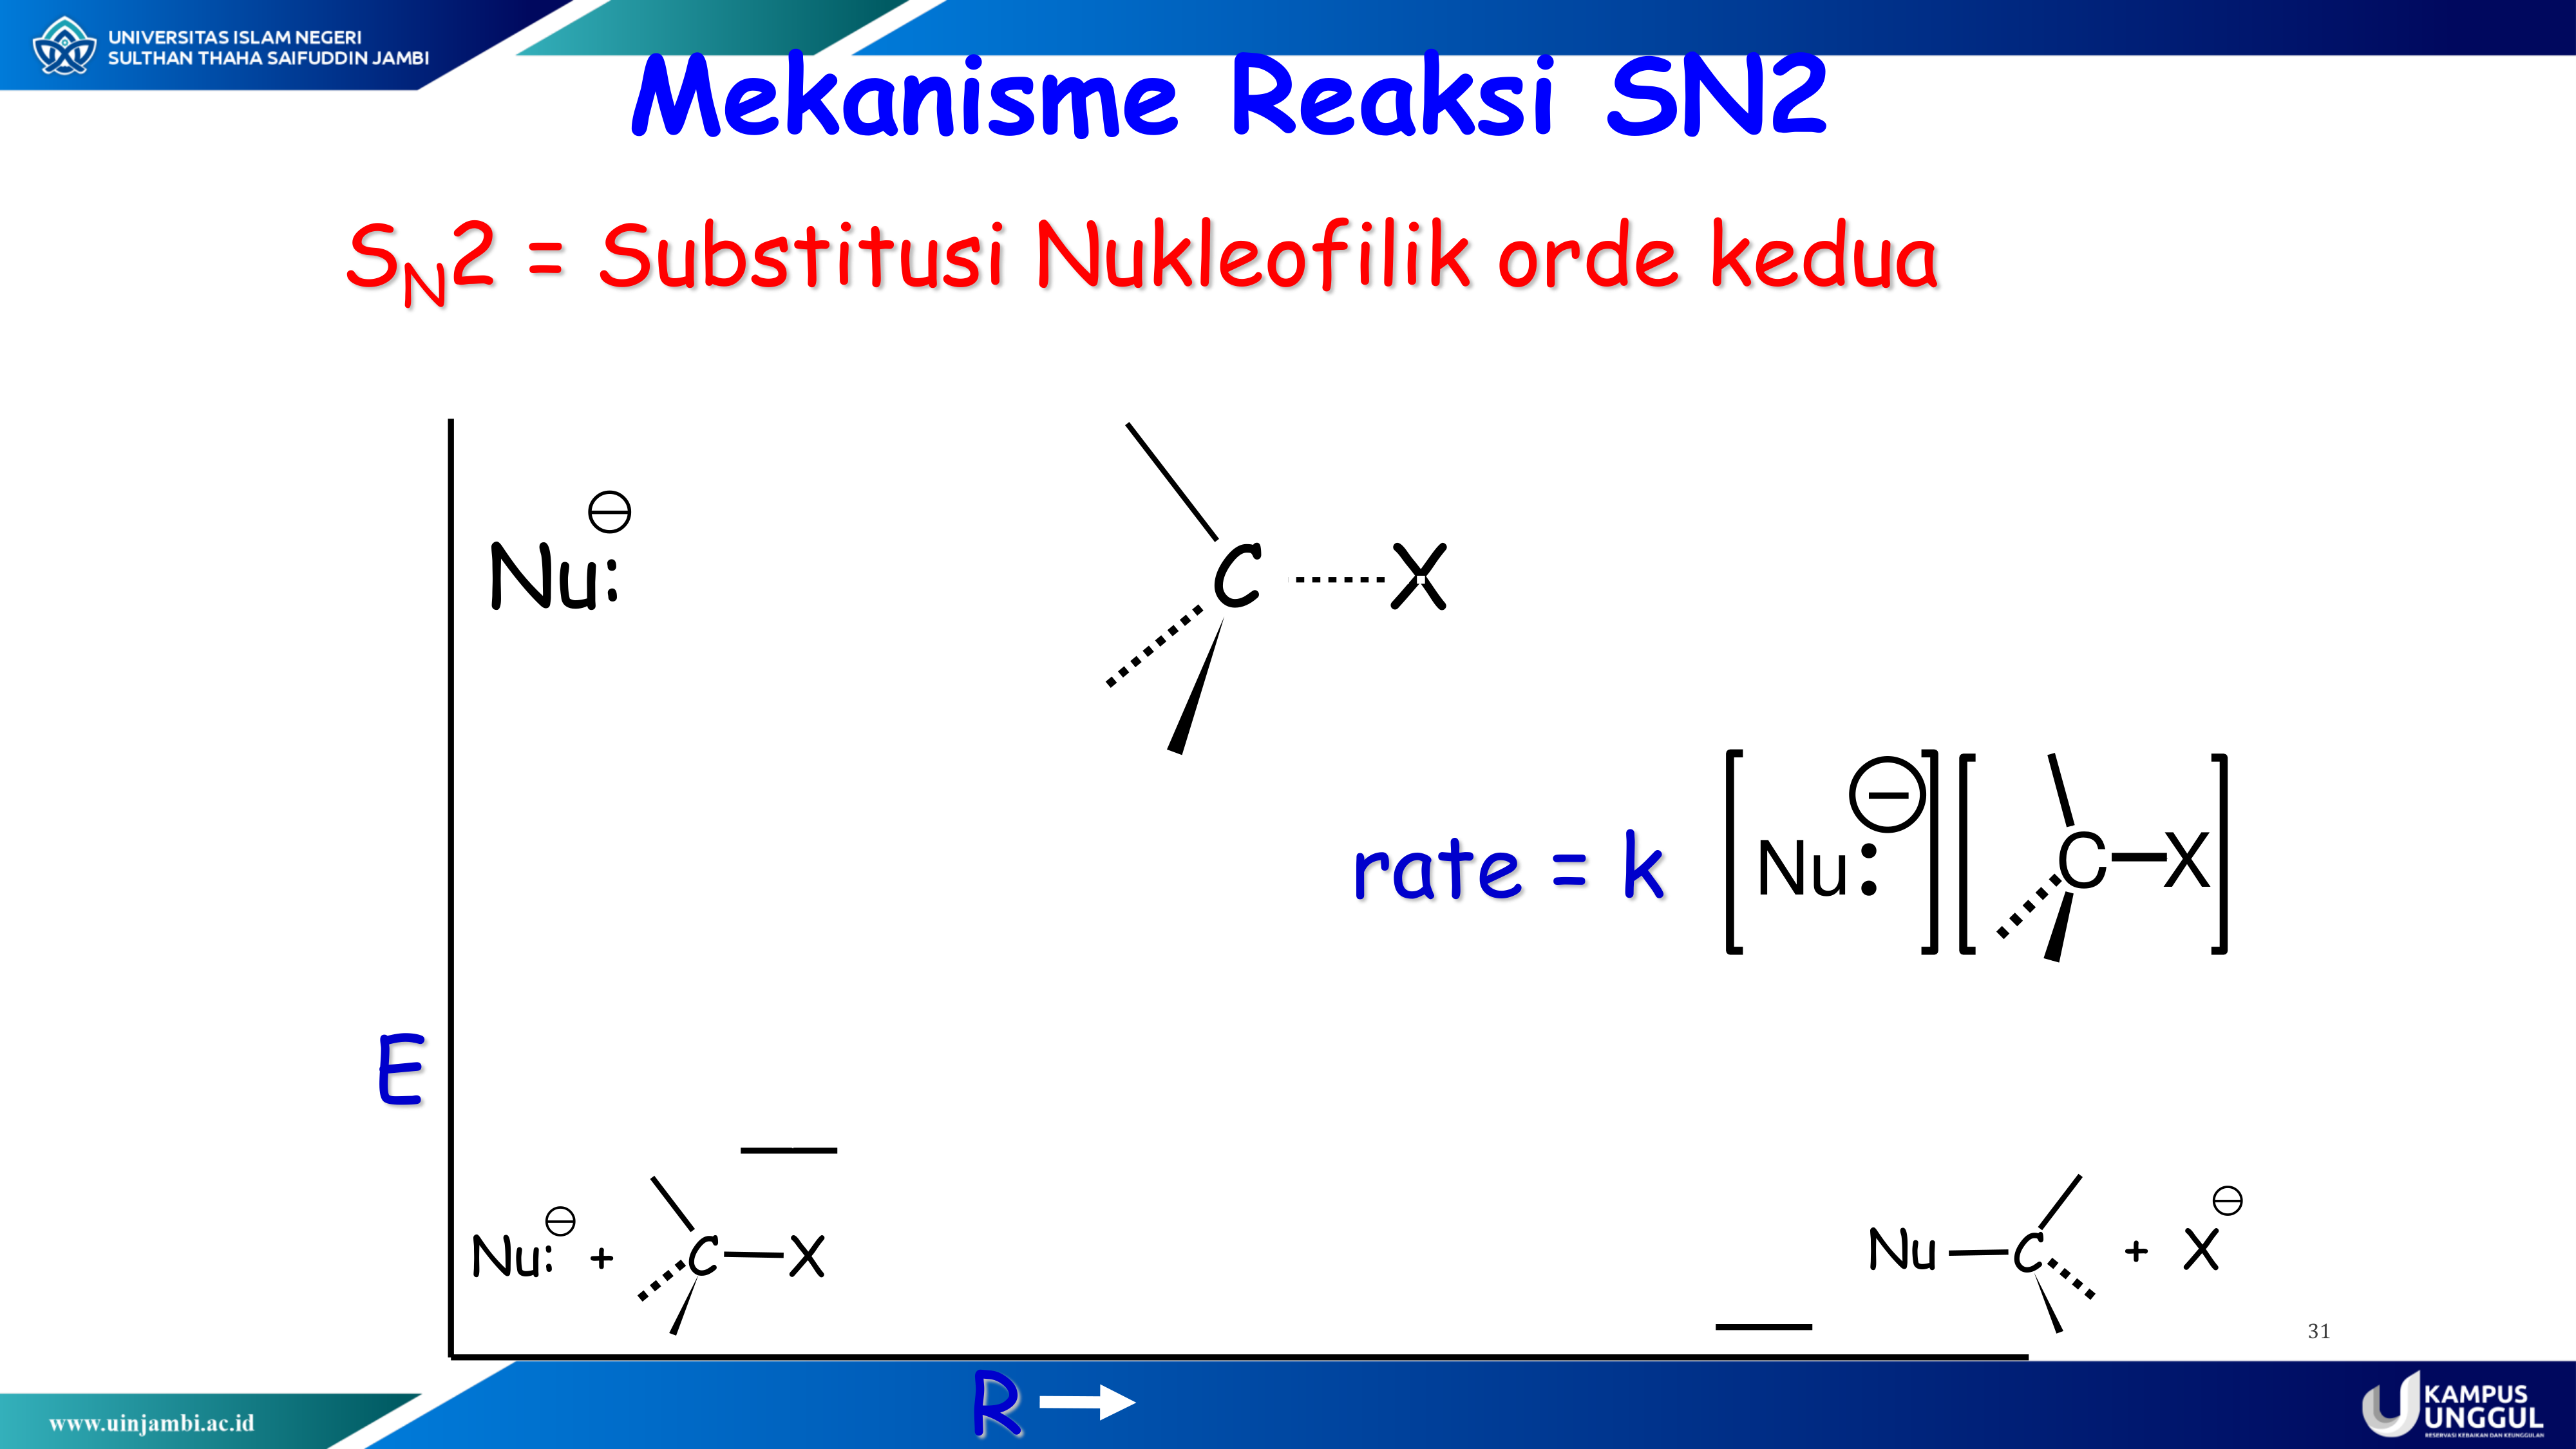 UNIVERSITAS ISLAM NEGERI
SULTHAN THAHA SAIFUDDIN JAMBI
Mekanisme Reaksi SN2
S_N2 = Substitusi Nukleofilik orde kedua
Nu:⊖ C X
rate = k [Nu:⊖][C—X]
E
Nu:⊖ + C—X
Nu—C + X⊖
31
R →
www.uinjambi.ac.id
KAMPUS
UNGGUL
RESERVASI KEBAIKAN DAN KEUNGGULAN